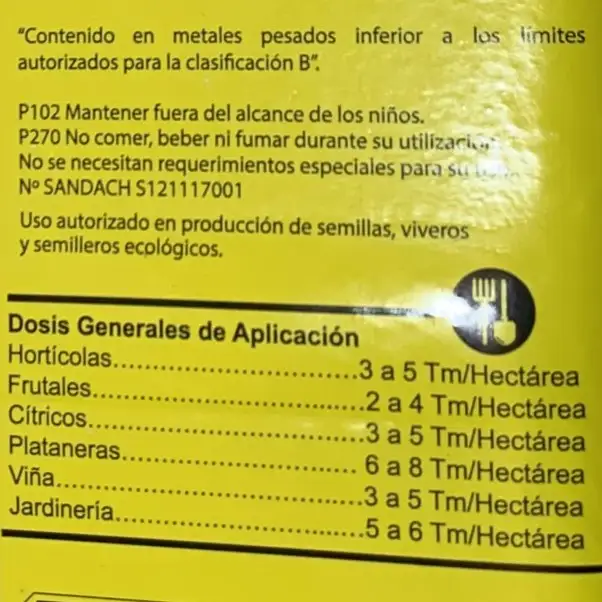 "Contenido en metales pesados inferior a los límites
autorizados para la clasificación B".
P102 Mantener fuera del alcance de los niños.
P270 No comer, beber ni fumar durante su utilización
No se necesitan requerimientos especiales para su
Nº SANDACH S121117001
Uso autorizado en producción de semillas, viveros
y semilleros ecológicos.
Dosis Generales de Aplicación
Hortícolas..............................3 a 5 Tm/Hectárea
Frutales..................................2 a 4 Tm/Hectárea
Cítricos...................................3 a 5 Tm/Hectárea
Plataneras.............................. 6 a 8 Tm/Hectárea
Viña.......................................3 a 5 Tm/Hectárea
Jardinería...............................5 a 6 Tm/Hectárea